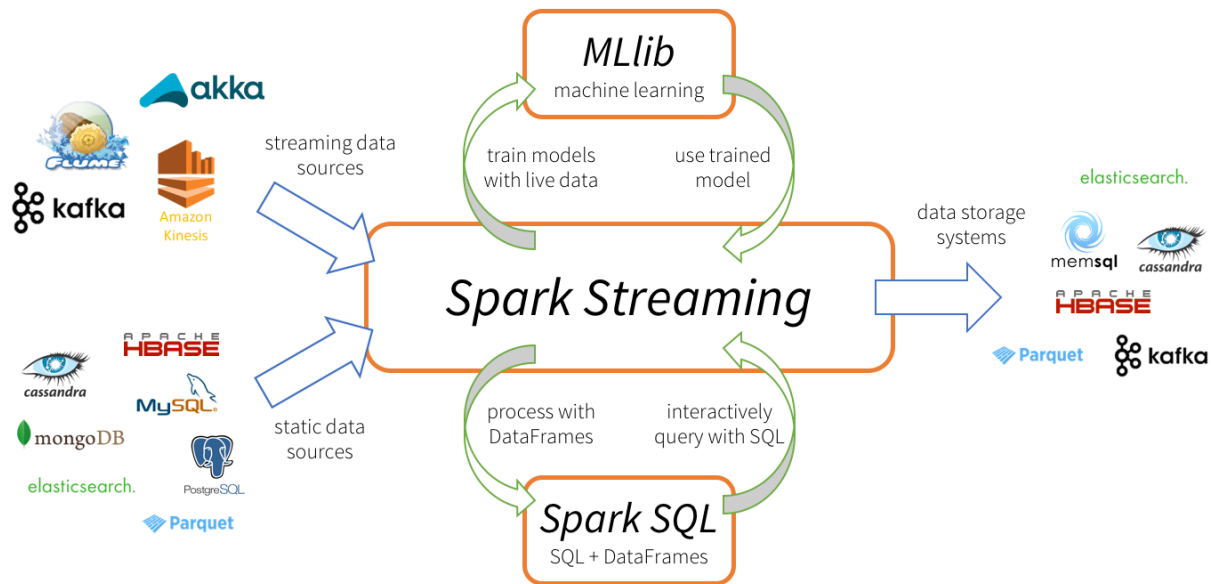 akka
FLUME
kafka
Amazon
Kinesis
streaming data
sources
APACHE
HBASE
cassandra
MySQL®
mongoDB
PostgreSQL
elasticsearch.
Parquet
static data
sources
MLlib
machine learning
train models
with live data
use trained
model
Spark Streaming
process with
DataFrames
interactively
query with SQL
Spark SQL
SQL + DataFrames
data storage
systems
elasticsearch.
memsql
cassandra
APACHE
HBASE
Parquet
kafka